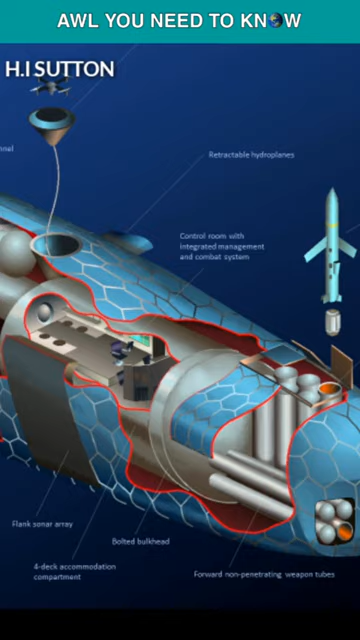 AWL YOU NEED TO KNOW
H.I SUTTON
Retractable hydroplanes
Control room with
integrated management
and combat system
Flank sonar array
Bolted bulkhead
4-deck accommodation
compartment
Forward non-penetrating weapon tubes